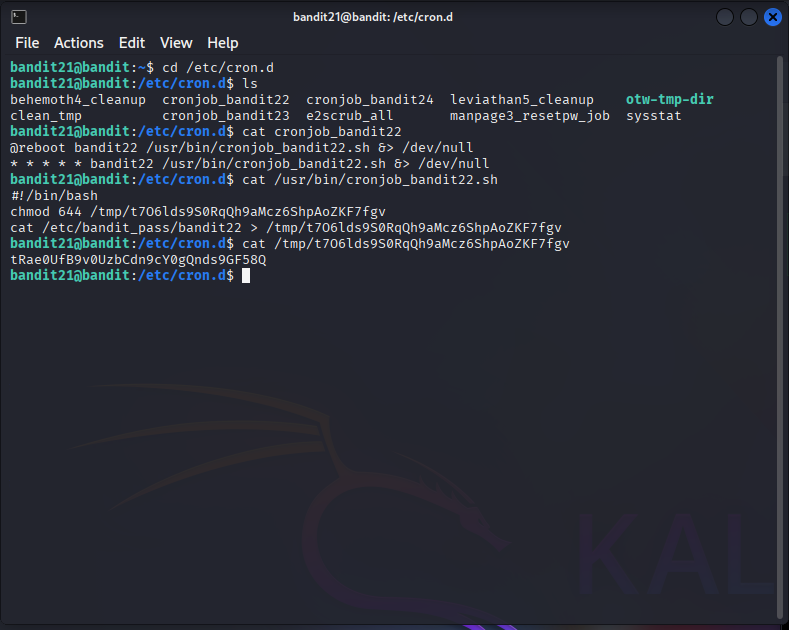 bandit21@bandit: /etc/cron.d
File Actions Edit View Help
bandit21@bandit:~$ cd /etc/cron.d
bandit21@bandit:/etc/cron.d$ ls
behemoth4_cleanup cronjob_bandit22 cronjob_bandit24 leviathan5_cleanup otw-tmp-dir
clean_tmp cronjob_bandit23 e2scrub_all manpage3_resetpw_job sysstat
bandit21@bandit:/etc/cron.d$ cat cronjob_bandit22
@reboot bandit22 /usr/bin/cronjob_bandit22.sh &> /dev/null
* * * * * bandit22 /usr/bin/cronjob_bandit22.sh &> /dev/null
bandit21@bandit:/etc/cron.d$ cat /usr/bin/cronjob_bandit22.sh
#!/bin/bash
chmod 644 /tmp/t7O6lds9S0RqQh9aMcz6ShpAoZKF7fgv
cat /etc/bandit_pass/bandit22 > /tmp/t7O6lds9S0RqQh9aMcz6ShpAoZKF7fgv
bandit21@bandit:/etc/cron.d$ cat /tmp/t7O6lds9S0RqQh9aMcz6ShpAoZKF7fgv
tRae0UfB9v0UzbCdn9cY0gQnds9GF58Q
bandit21@bandit:/etc/cron.d$
KAL